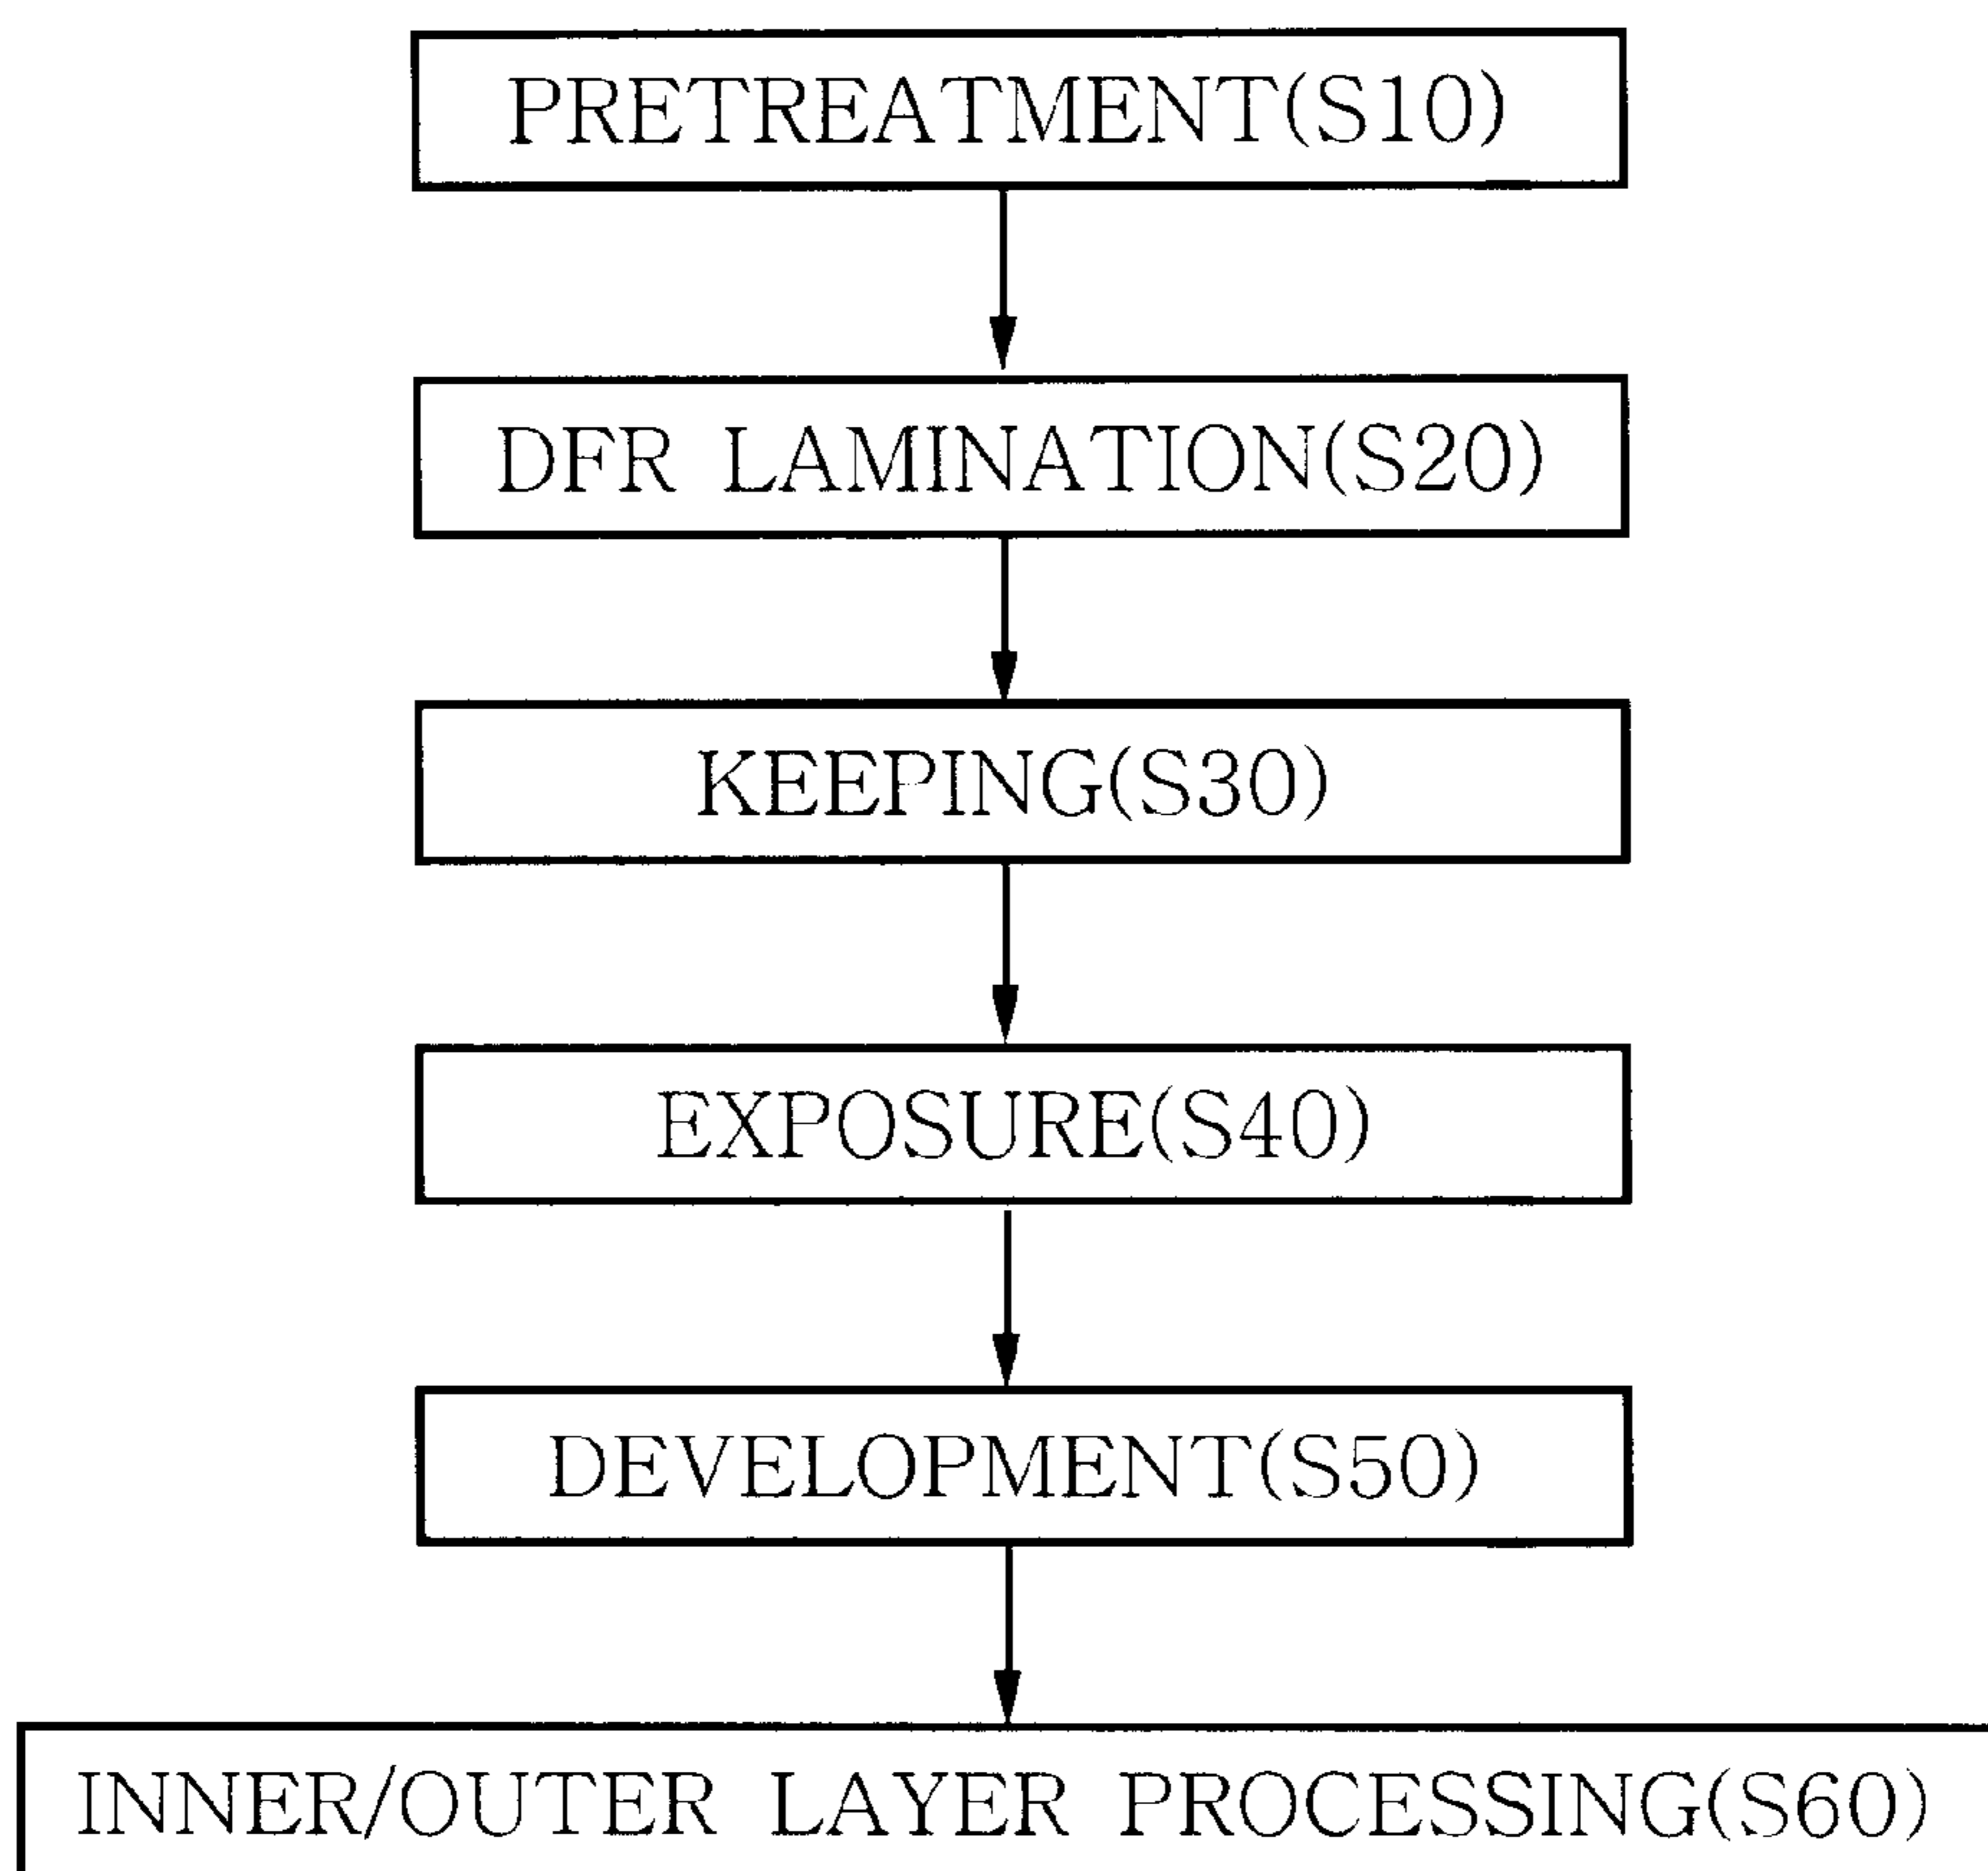 PRETREATMENT(S10)
DFR LAMINATION(S20)
KEEPING(S30)
EXPOSURE(S40)
DEVELOPMENT(S50)
INNER/OUTER LAYER PROCESSING(S60)